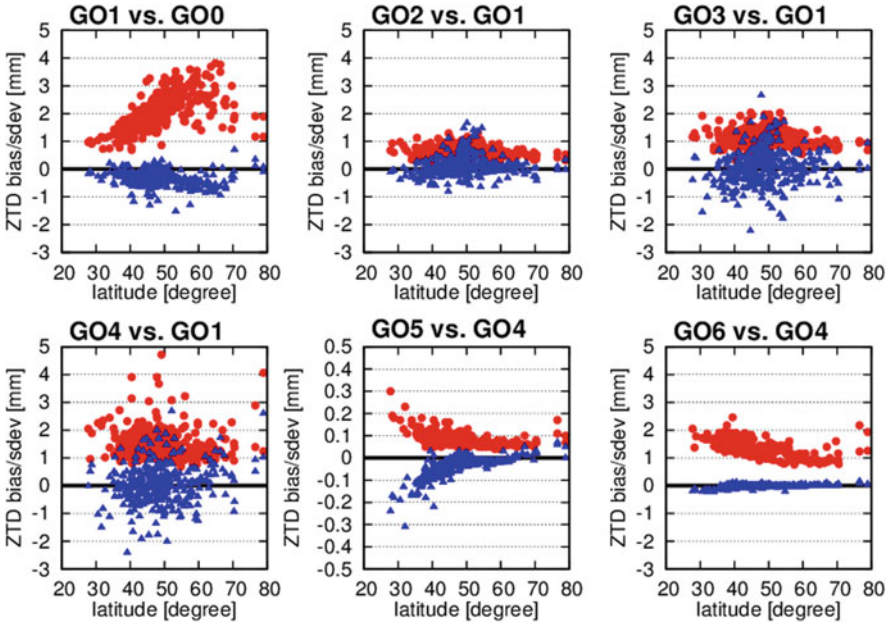 GO1 vs. GO0
GO2 vs. GO1
GO3 vs. GO1
ZTD bias/sdev [mm]
5
4
3
2
1
0
-1
-2
-3
20 30 40 50 60 70 80
latitude [degree]
ZTD bias/sdev [mm]
5
4
3
2
1
0
-1
-2
-3
20 30 40 50 60 70 80
latitude [degree]
ZTD bias/sdev [mm]
5
4
3
2
1
0
-1
-2
-3
20 30 40 50 60 70 80
latitude [degree]
GO4 vs. GO1
GO5 vs. GO4
GO6 vs. GO4
ZTD bias/sdev [mm]
5
4
3
2
1
0
-1
-2
-3
20 30 40 50 60 70 80
latitude [degree]
ZTD bias/sdev [mm]
0.5
0.4
0.3
0.2
0.1
0
-0.1
-0.2
-0.3
-0.4
-0.5
20 30 40 50 60 70 80
latitude [degree]
ZTD bias/sdev [mm]
5
4
3
2
1
0
-1
-2
-3
20 30 40 50 60 70 80
latitude [degree]